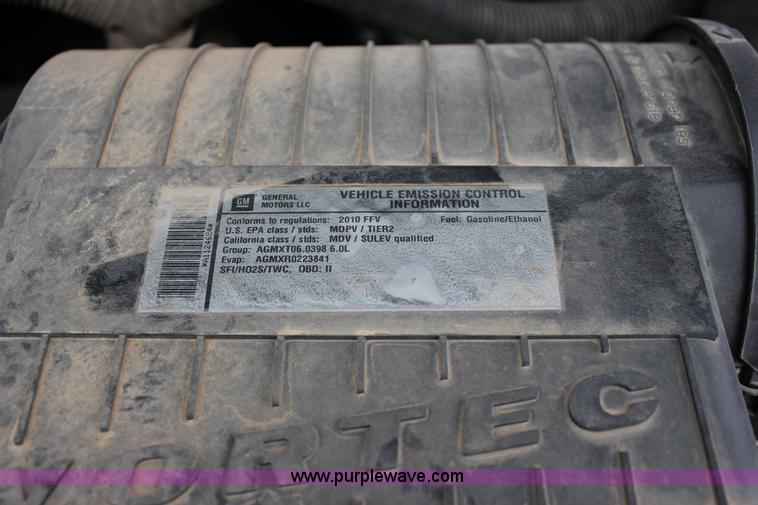 GM GENERAL MOTORS LLC
VEHICLE EMISSION CONTROL INFORMATION
Conforms to regulations: 2010 FFV Fuel: Gasoline/Ethanol
U.S. EPA class / stds: MDPV / TIER2
California class / stds: MDV / SULEV qualified
Group: AGMXT06.0398 6.0L
Evap: AGMXR0223841
SFI/HO2S/TWC, OBD: II
VORTEC
www.purplewave.com